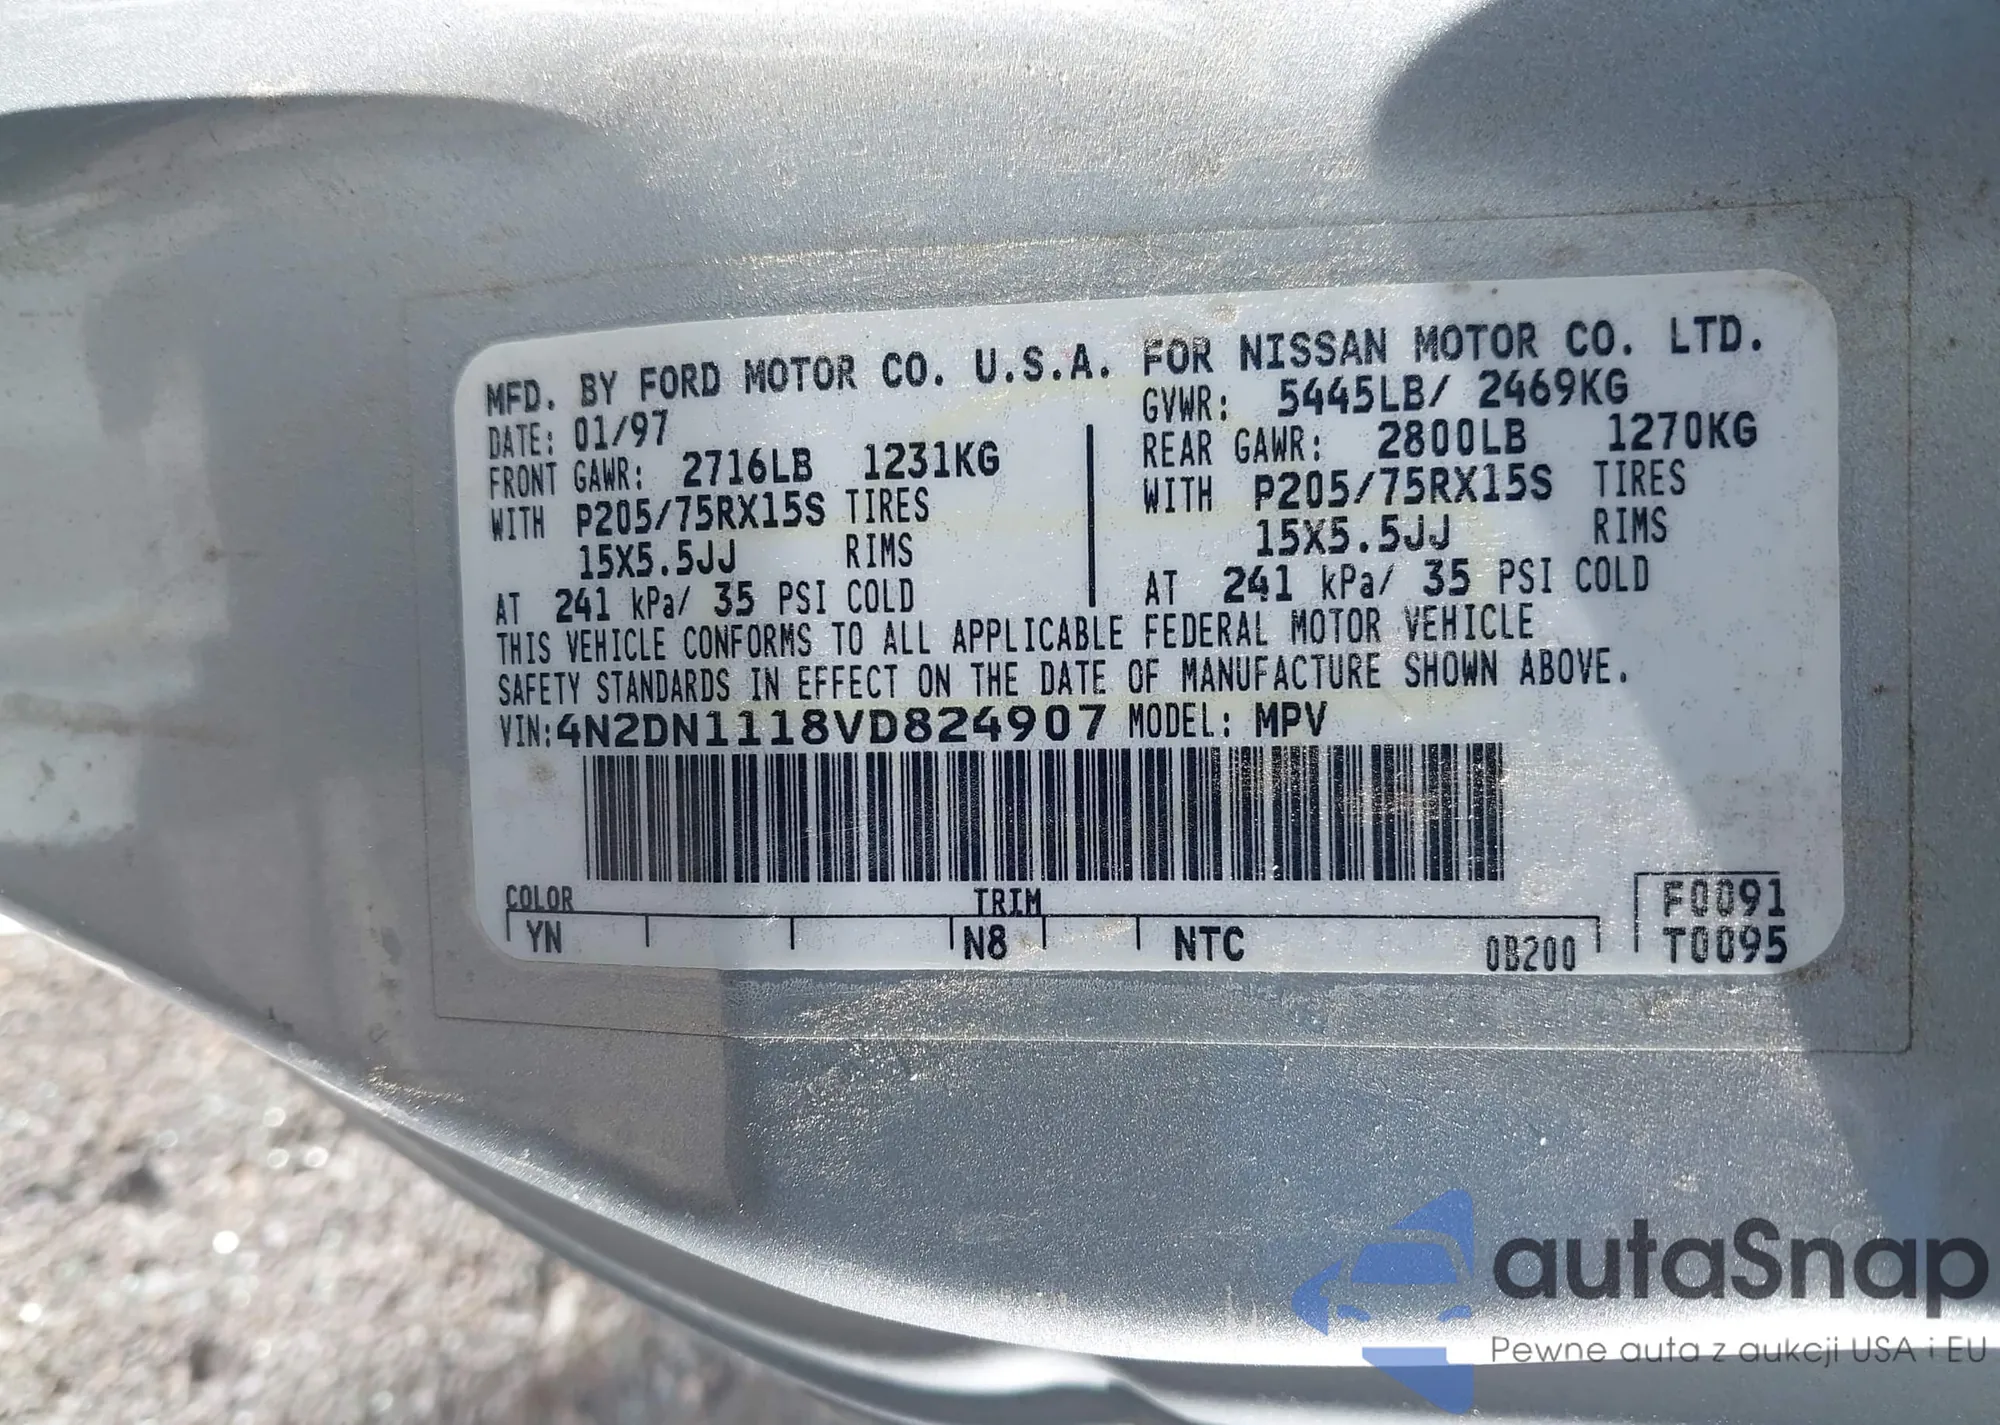 MFD. BY FORD MOTOR CO. U.S.A. FOR NISSAN MOTOR CO. LTD.
DATE: 01/97 GVWR: 5445LB/ 2469KG
FRONT GAWR: 2716LB 1231KG REAR GAWR: 2800LB 1270KG
WITH P205/75RX15S TIRES WITH P205/75RX15S TIRES
15X5.5JJ RIMS 15X5.5JJ RIMS
AT 241 kPa/ 35 PSI COLD AT 241 kPa/ 35 PSI COLD
THIS VEHICLE CONFORMS TO ALL APPLICABLE FEDERAL MOTOR VEHICLE
SAFETY STANDARDS IN EFFECT ON THE DATE OF MANUFACTURE SHOWN ABOVE.
VIN: 4N2DN1118VD824907 MODEL: MPV
COLOR TRIM F0091
YN N8 NTC 0B200 T0095
autoSnap
Pewne auta z aukcji USA i EU